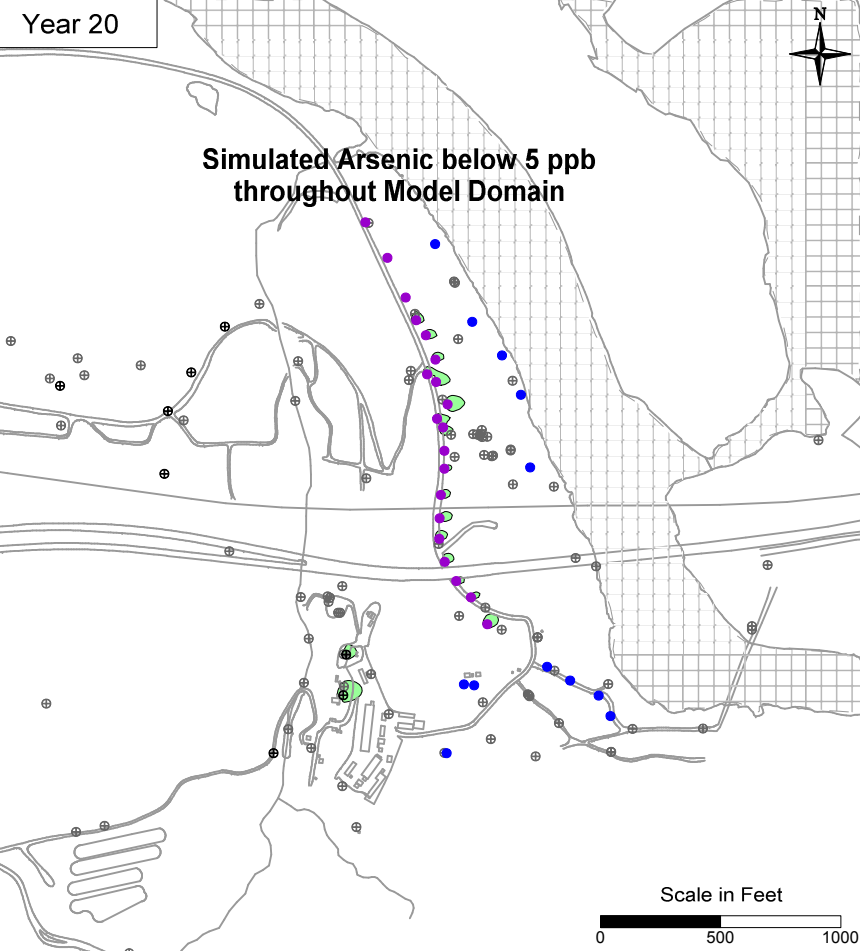 Year 20
N
Simulated Arsenic below 5 ppb
throughout Model Domain
Scale in Feet
0 500 1000